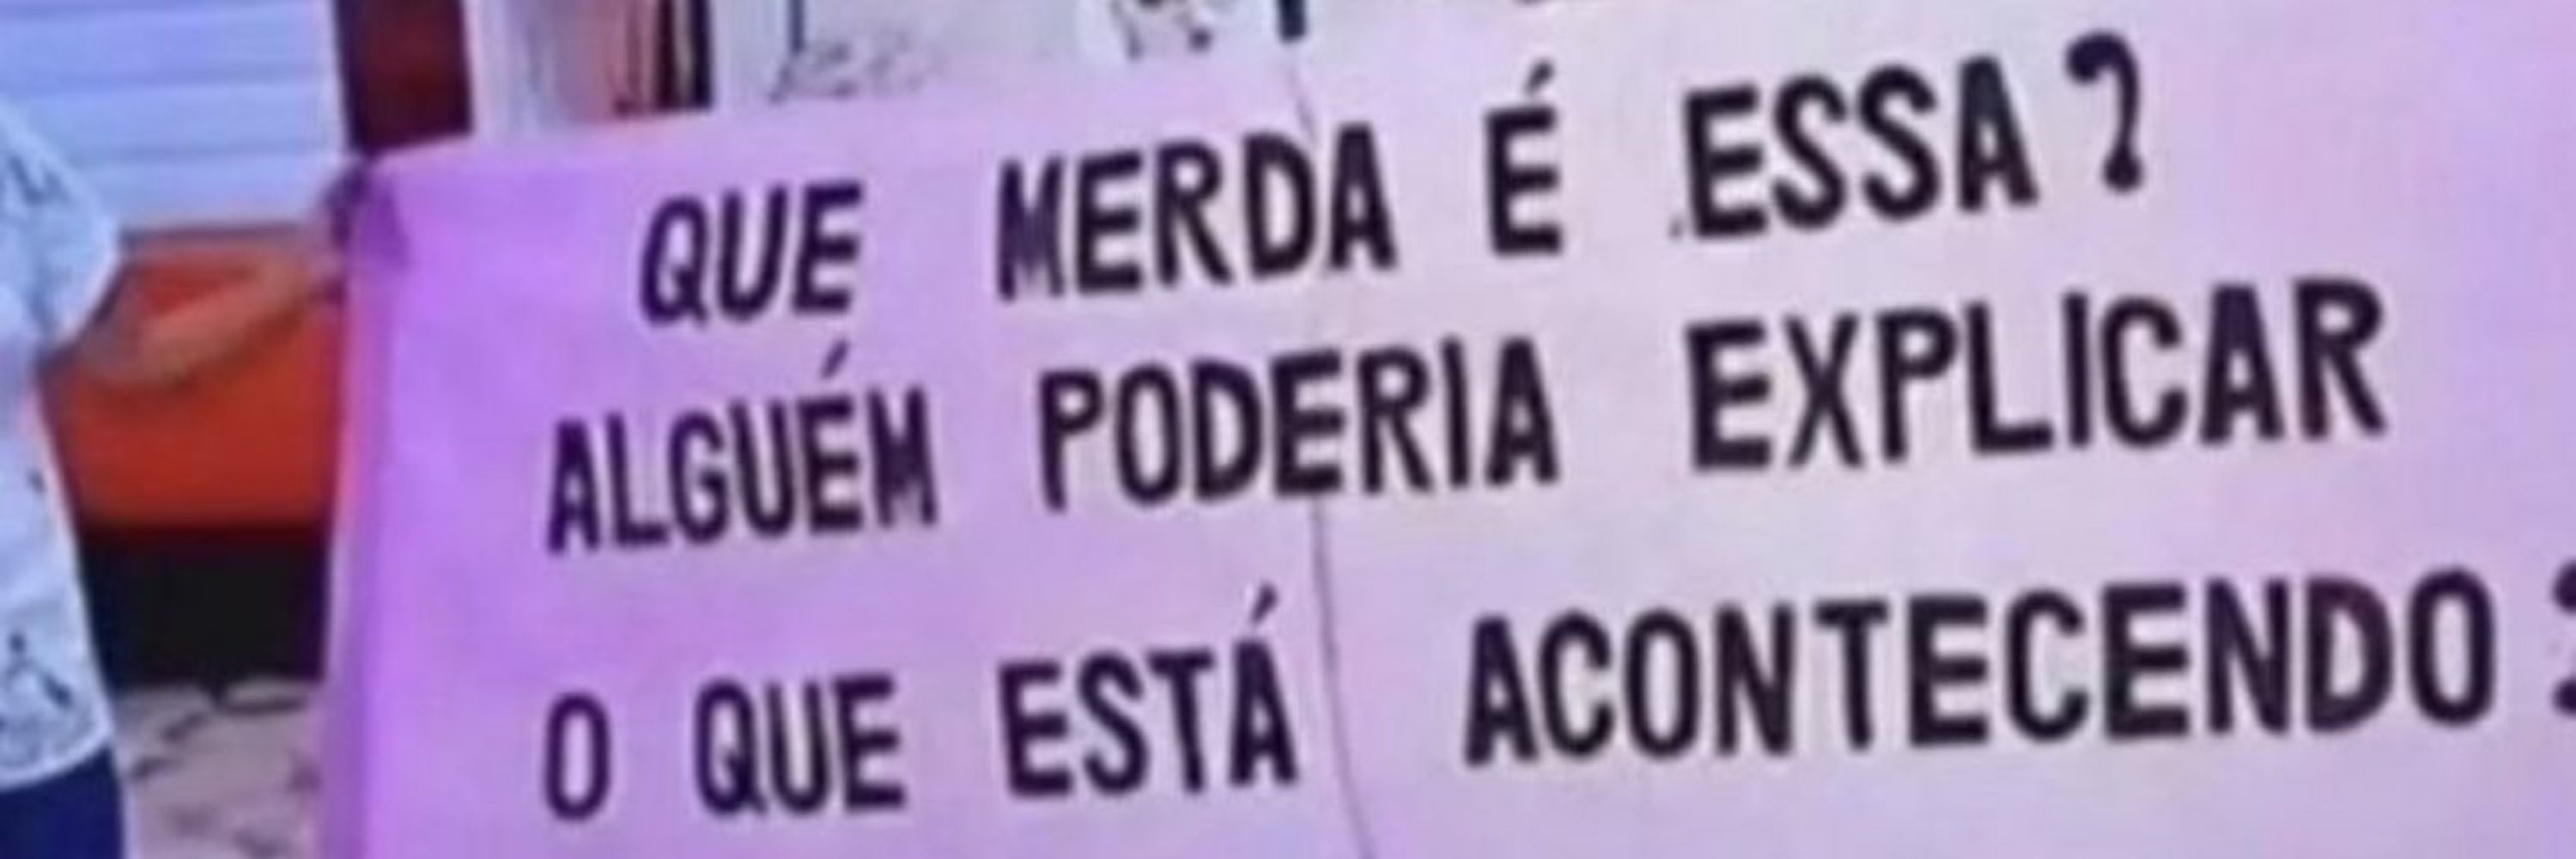 QUE MERDA É ESSA?
ALGUÉM PODERIA EXPLICAR
O QUE ESTÁ ACONTECENDO?